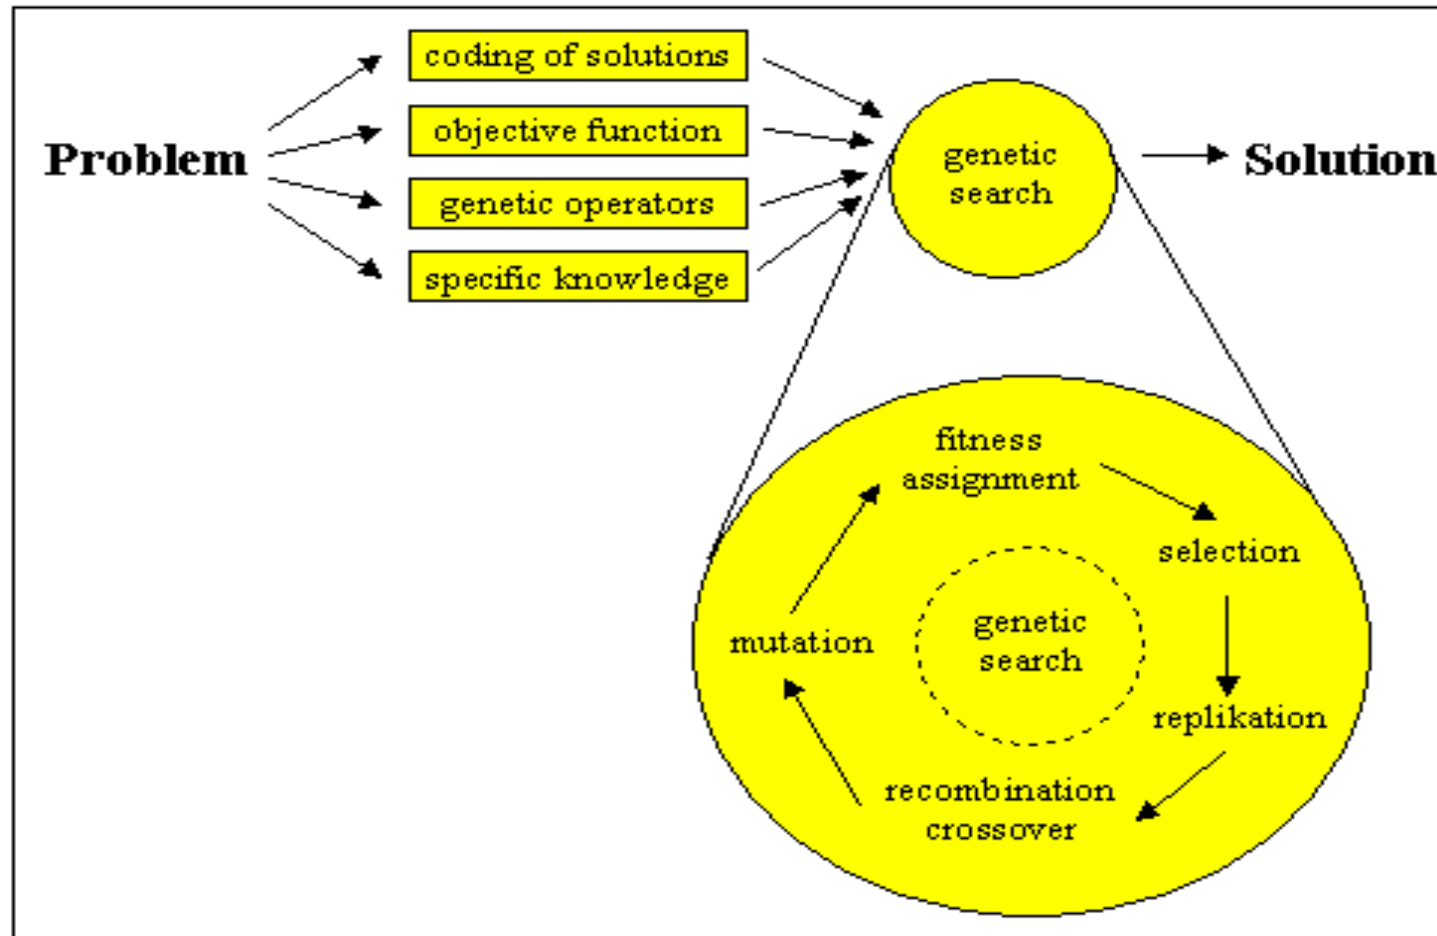 Problem
coding of solutions
objective function
genetic operators
specific knowledge
genetic
search
Solution
fitness
assignment
selection
replikation
recombination
crossover
mutation
genetic
search